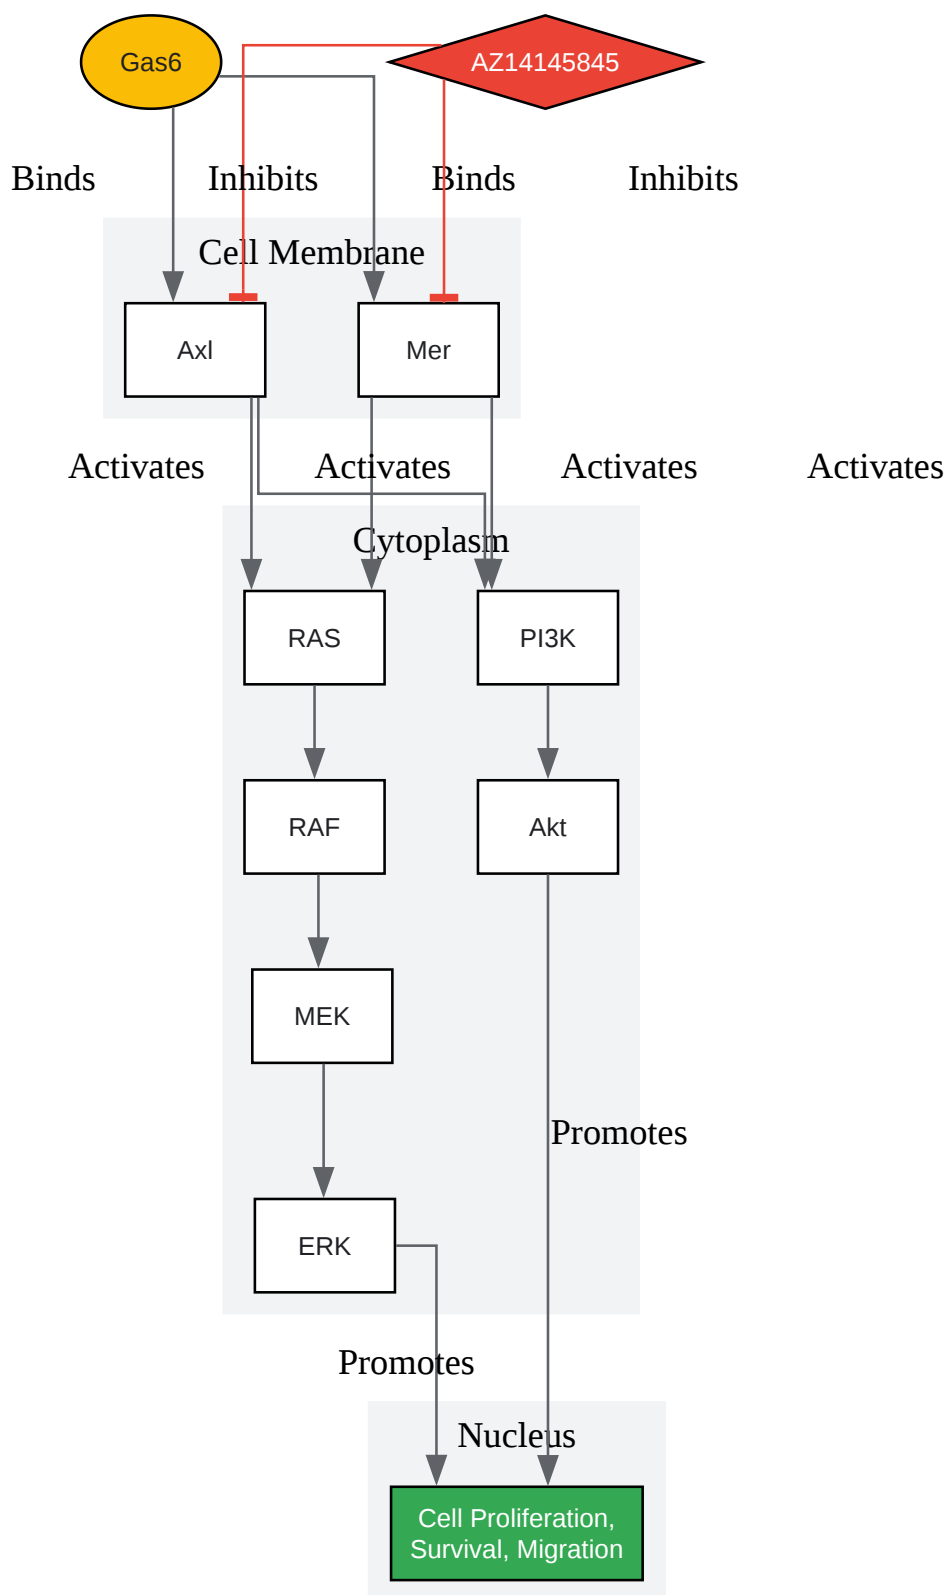 Gas6
AZ14145845
Binds
Inhibits
Binds
Inhibits
Cell Membrane
Axl
Mer
Activates
Activates
Activates
Activates
Cytoplasm
RAS
PI3K
RAF
Akt
MEK
Promotes
ERK
Promotes
Nucleus
Cell Proliferation,
Survival, Migration